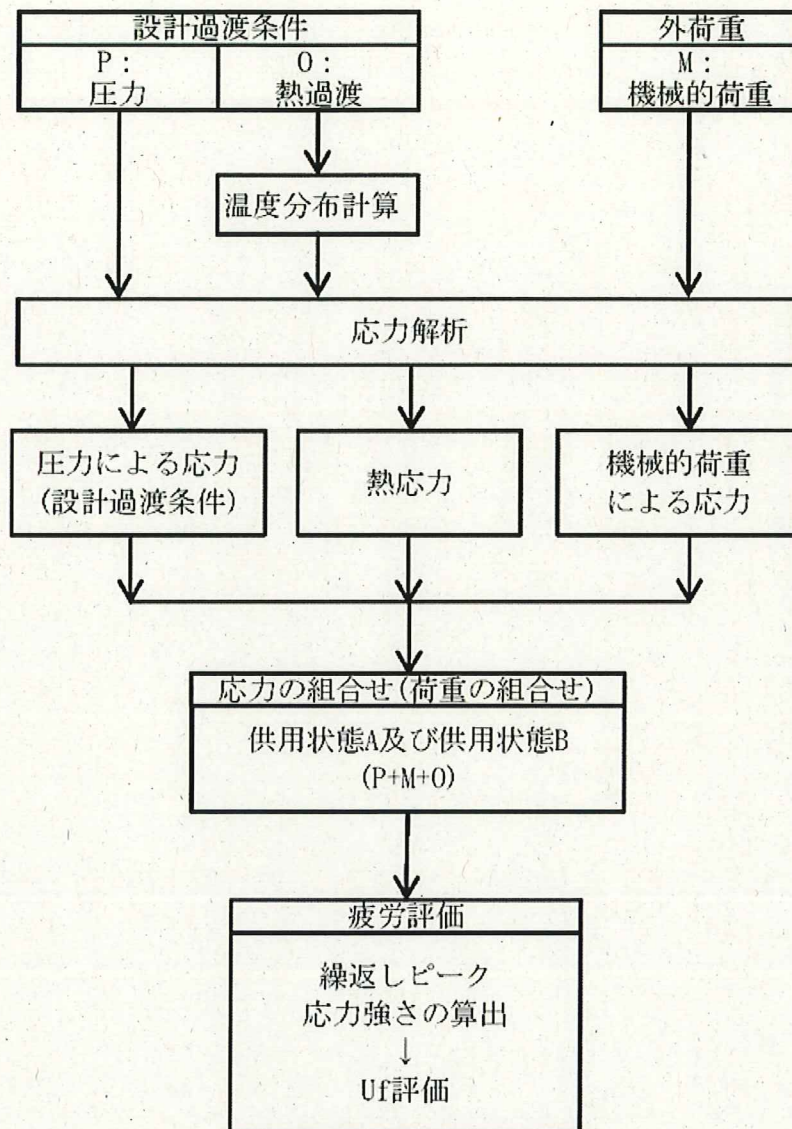 設計過渡条件
P:
圧力
O:
熱過渡
外荷重
M:
機械的荷重
温度分布計算
応力解析
圧力による応力
(設計過渡条件)
熱応力
機械的荷重
による応力
応力の組合せ(荷重の組合せ)
供用状態A及び供用状態B
(P+M+O)
疲労評価
繰返しピーク
応力強さの算出
↓
Uf評価